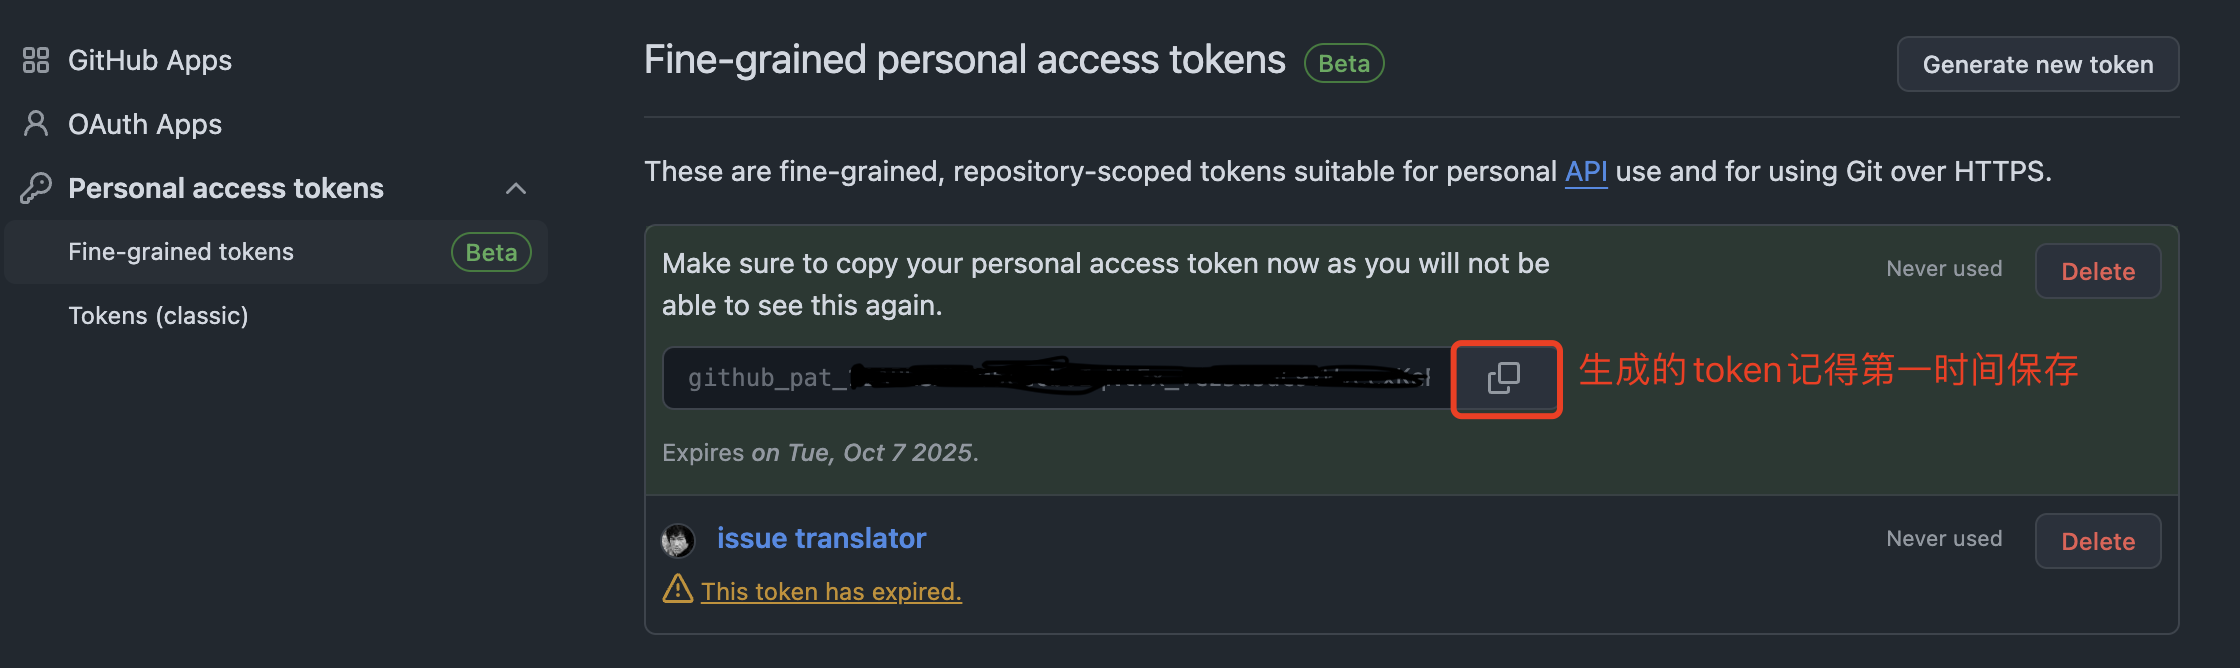 GitHub Apps
OAuth Apps
Personal access tokens
Fine-grained tokens Beta
Tokens (classic)
Fine-grained personal access tokens Beta
Generate new token
These are fine-grained, repository-scoped tokens suitable for personal API use and for using Git over HTTPS.
Make sure to copy your personal access token now as you will not be
able to see this again.
Never used
Delete
github_pat_
生成的token记得第一时间保存
Expires on Tue, Oct 7 2025.
issue translator
Never used
Delete
This token has expired.